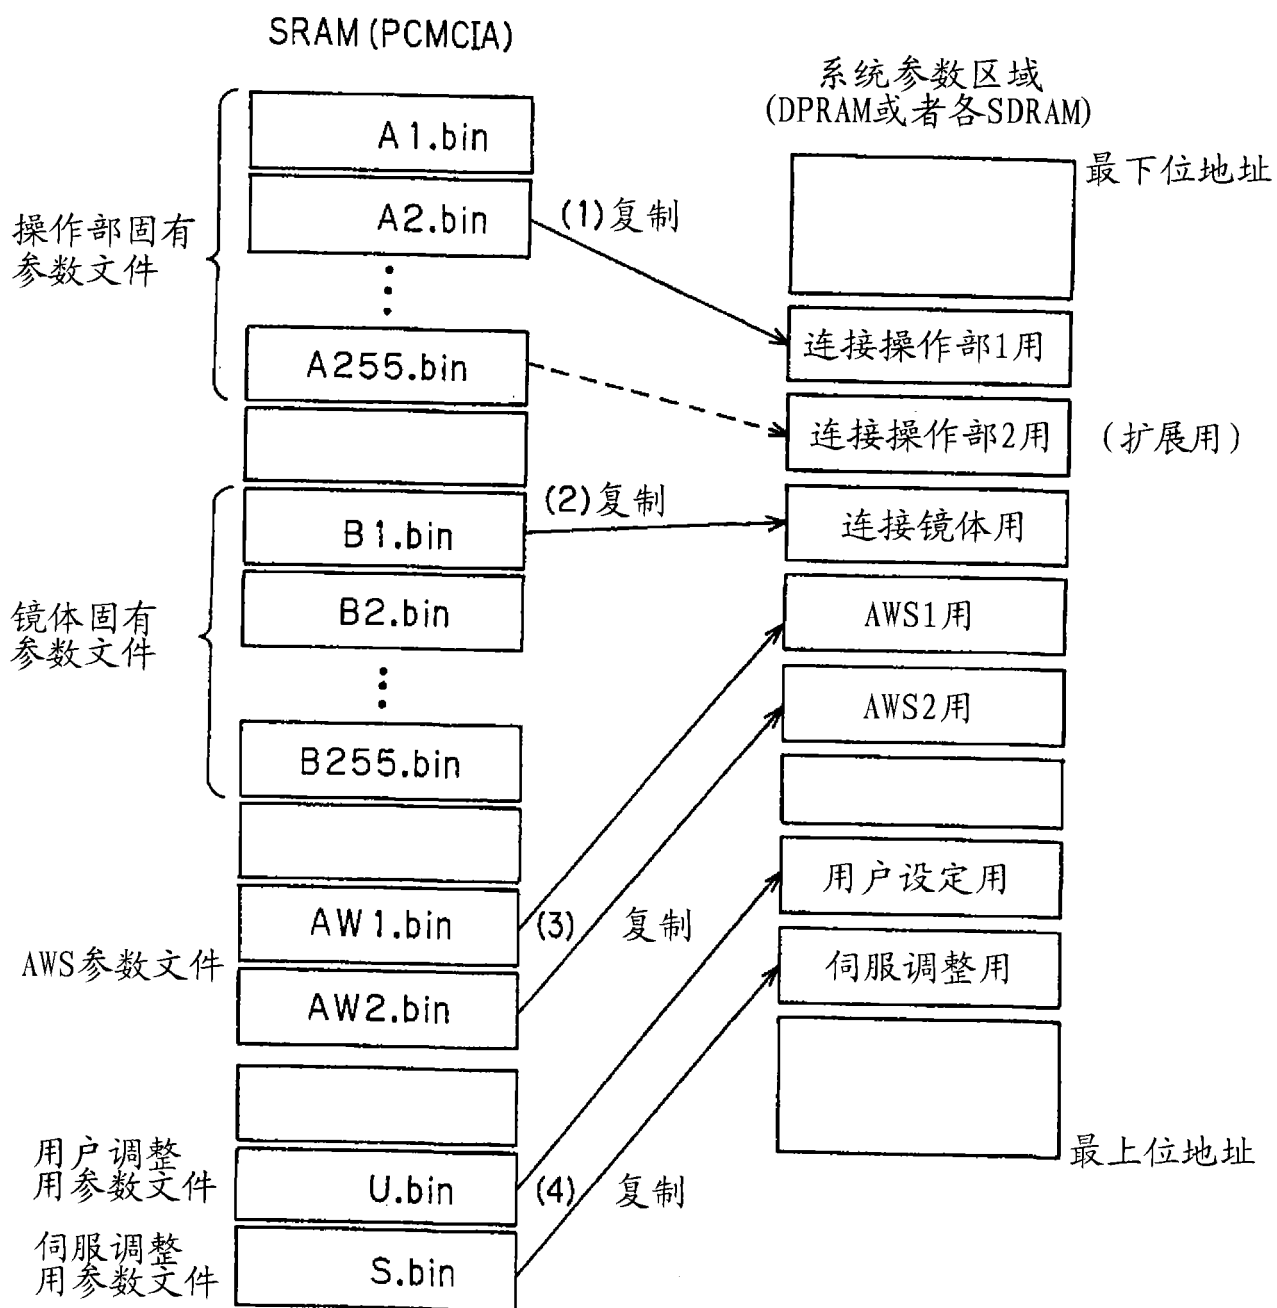 SRAM(PCMCIA)
系统参数区域
(DPRAM或者各SDRAM)
最下位地址
操作部固有
参数文件
A1.bin
A2.bin
(1)复制
A255.bin
连接操作部1用
连接操作部2用
(扩展用)
镜体固有
参数文件
B1.bin
(2)复制
连接镜体用
B2.bin
AWS1用
B255.bin
AWS2用
AWS参数文件
AW1.bin
(3) 复制
AW2.bin
用户设定用
伺服调整用
用户调整
用参数文件
U.bin
(4) 复制
最上位地址
伺服调整
用参数文件
S.bin